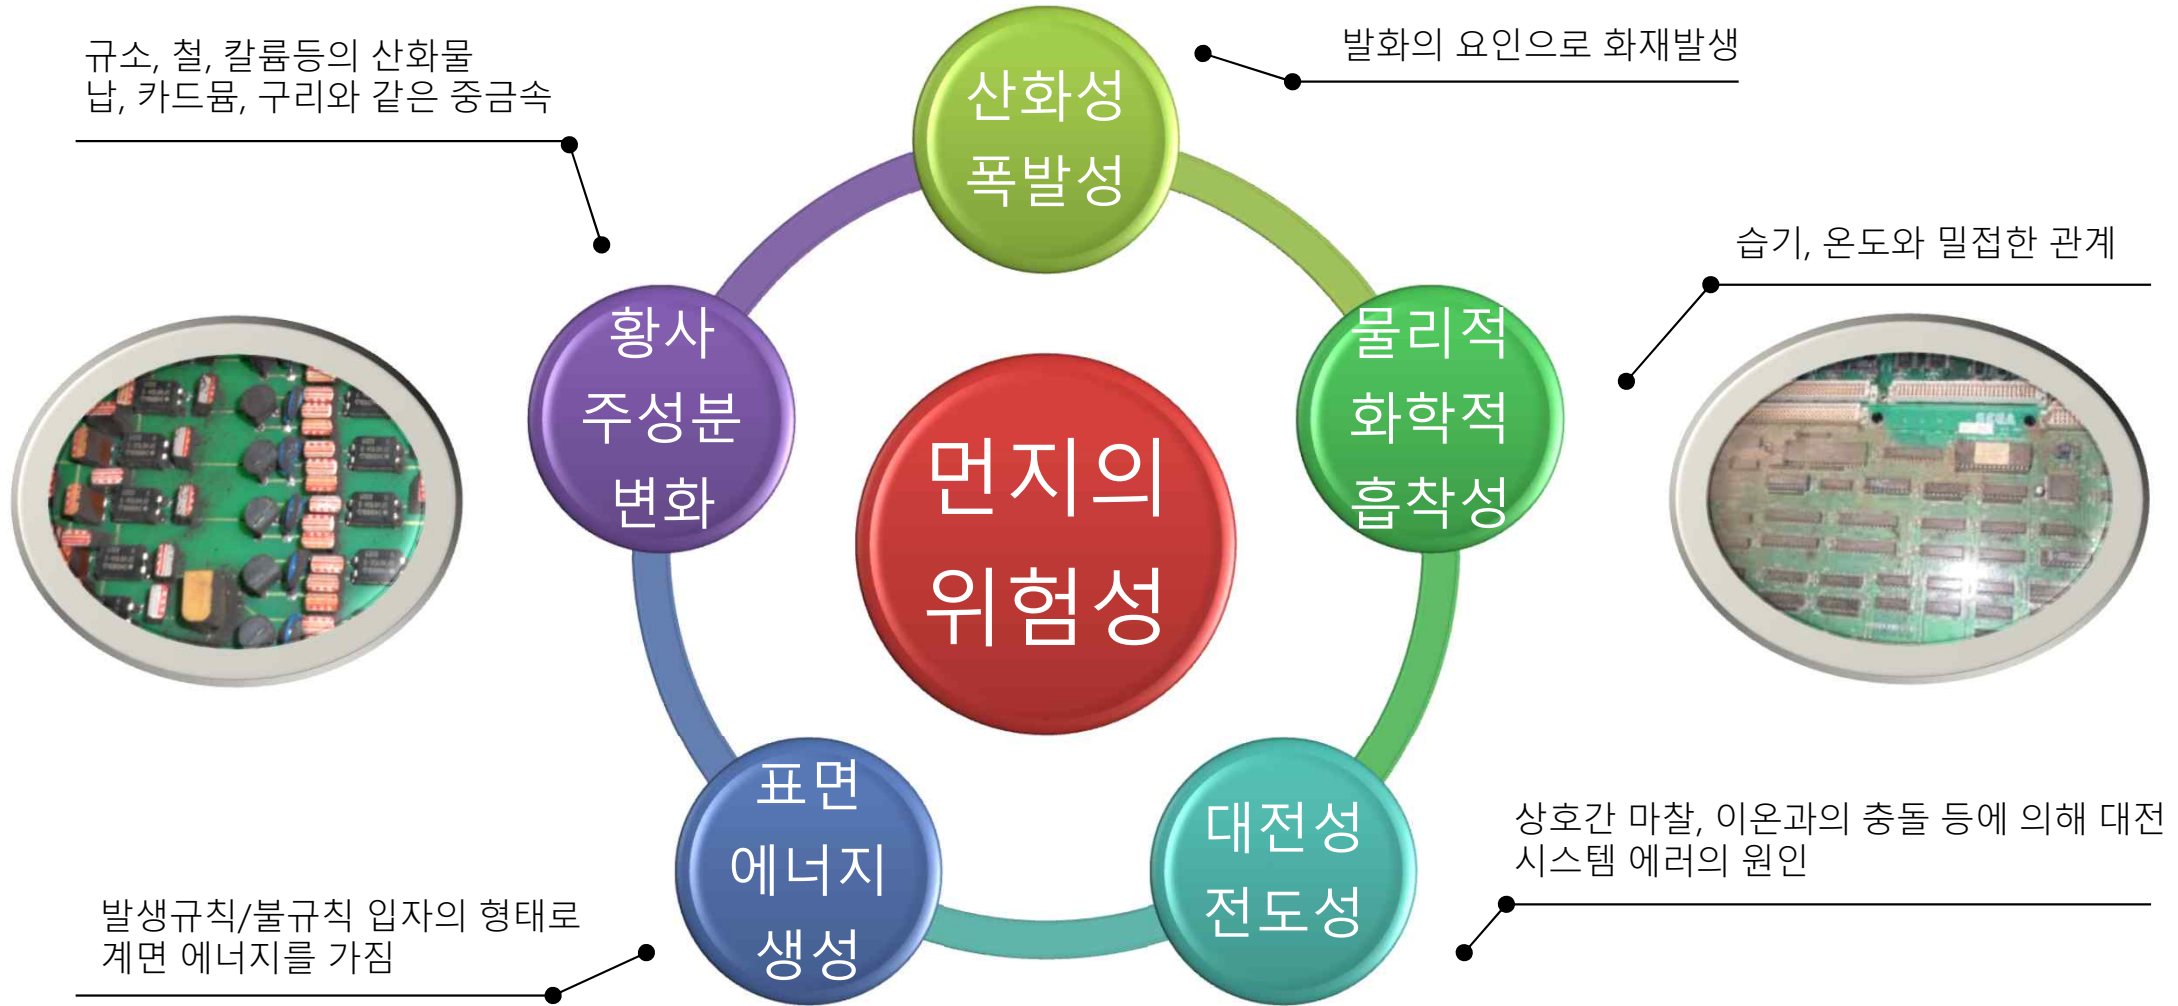 규소, 철, 칼륨등의 산화물
납, 카드뮴, 구리와 같은 중금속
산화성
폭발성
발화의 요인으로 화재발생
습기, 온도와 밀접한 관계
황사
주성분
변화
물리적
화학적
흡착성
먼지의
위험성
표면
에너지
생성
대전성
전도성
상호간 마찰, 이온과의 충돌 등에 의해 대전
시스템 에러의 원인
발생규칙/불규칙 입자의 형태로
계면 에너지를 가짐